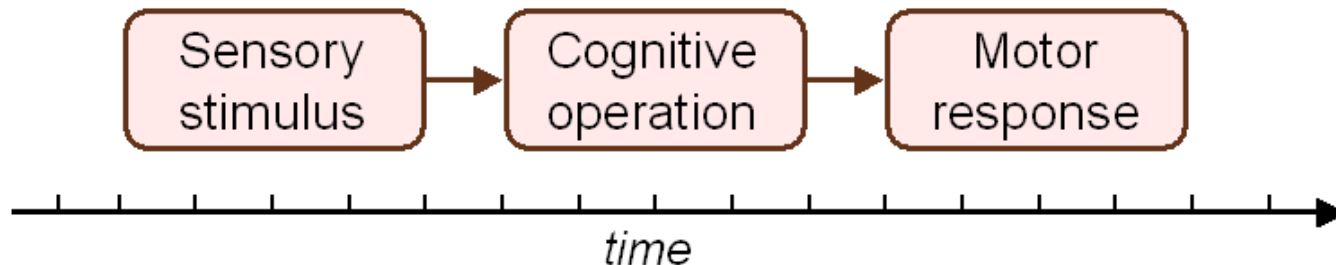 Sensory
stimulus
Cognitive
operation
Motor
response
time